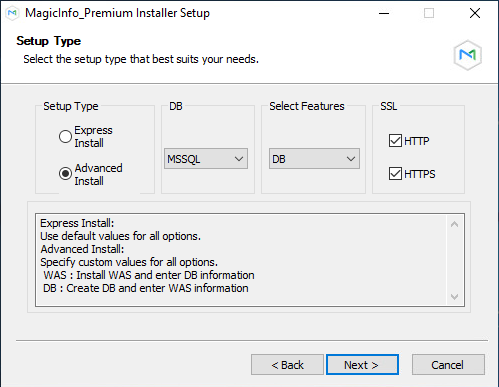 MagicInfo_Premium Installer Setup
Setup Type
Select the setup type that best suits your needs.
Setup Type
Express Install
Advanced Install
DB
MSSQL
Select Features
DB
SSL
HTTP
HTTPS
Express Install:
Use default values for all options.
Advanced Install:
Specify custom values for all options.
WAS : Install WAS and enter DB information
DB : Create DB and enter WAS information
< Back
Next >
Cancel